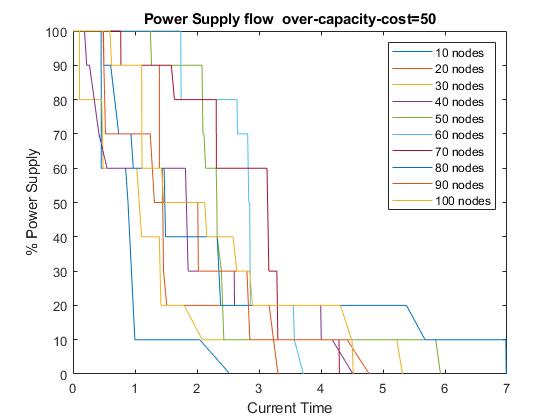 Power Supply flow over-capacity-cost=50
100
90
80
70
60
50
40
30
20
10
0
% Power Supply
10 nodes
20 nodes
30 nodes
40 nodes
50 nodes
60 nodes
70 nodes
80 nodes
90 nodes
100 nodes
0 1 2 3 4 5 6 7
Current Time